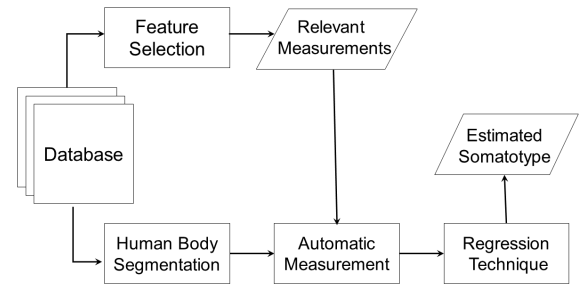 Feature
Selection
Relevant
Measurements
Database
Estimated
Somatotype
Human Body
Segmentation
Automatic
Measurement
Regression
Technique